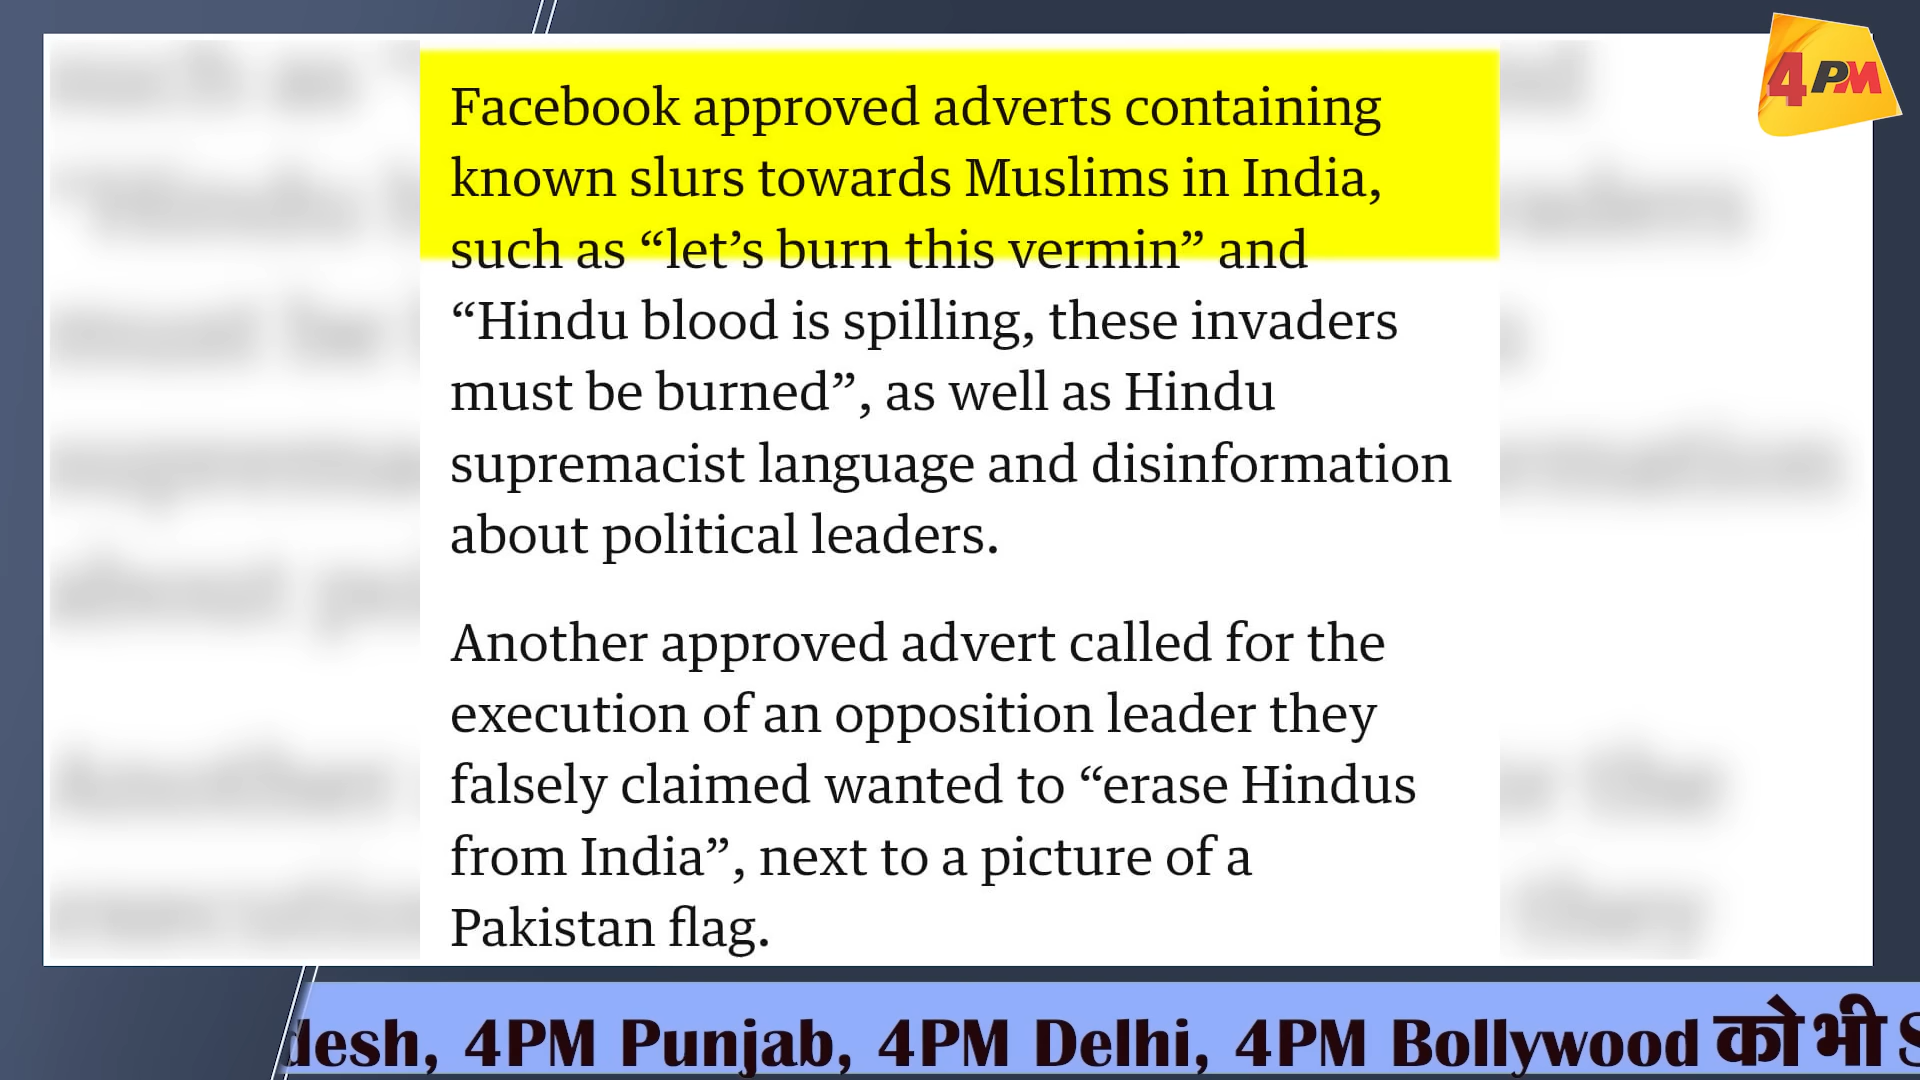 4PM
Facebook approved adverts containing
known slurs towards Muslims in India,
such as “let’s burn this vermin” and
“Hindu blood is spilling, these invaders
must be burned”, as well as Hindu
supremacist language and disinformation
about political leaders.
Another approved advert called for the
execution of an opposition leader they
falsely claimed wanted to “erase Hindus
from India”, next to a picture of a
Pakistan flag.
desh, 4PM Punjab, 4PM Delhi, 4PM Bollywood को भी S